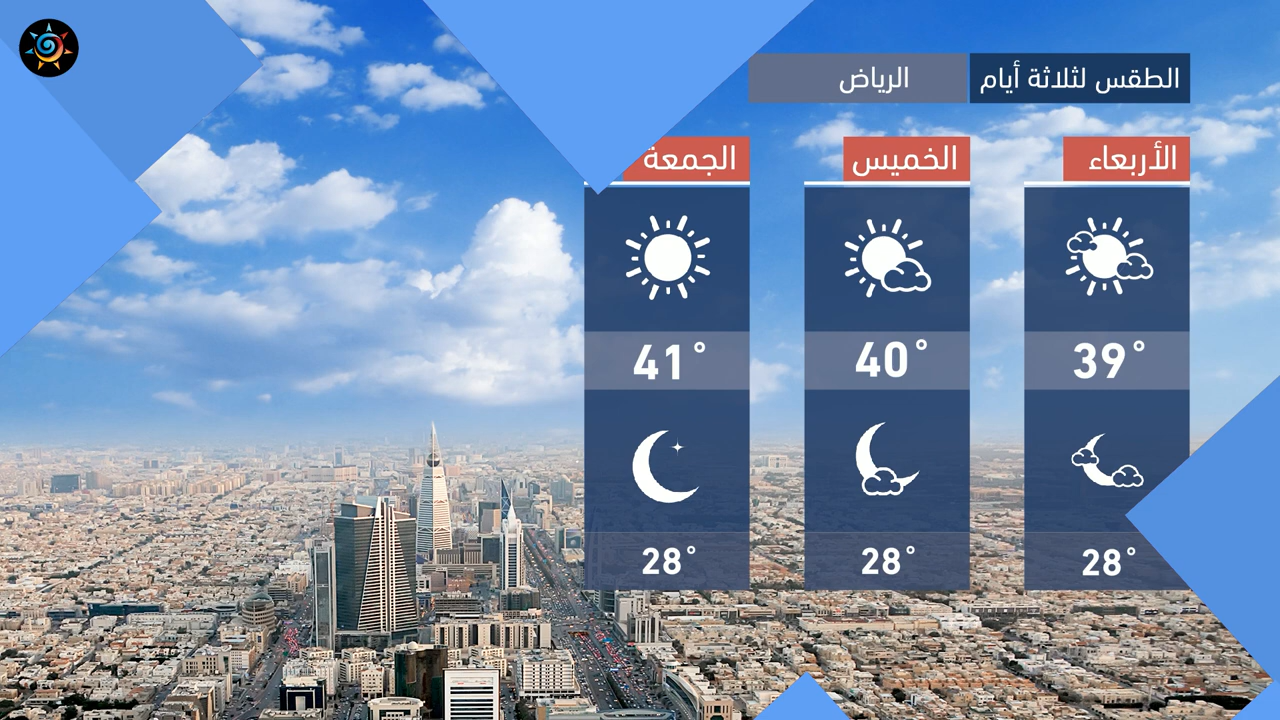 الطقس لثلاثة أيام
الرياض
الأربعاء
الخميس
الجمعة
39°
40°
41°
28°
28°
28°